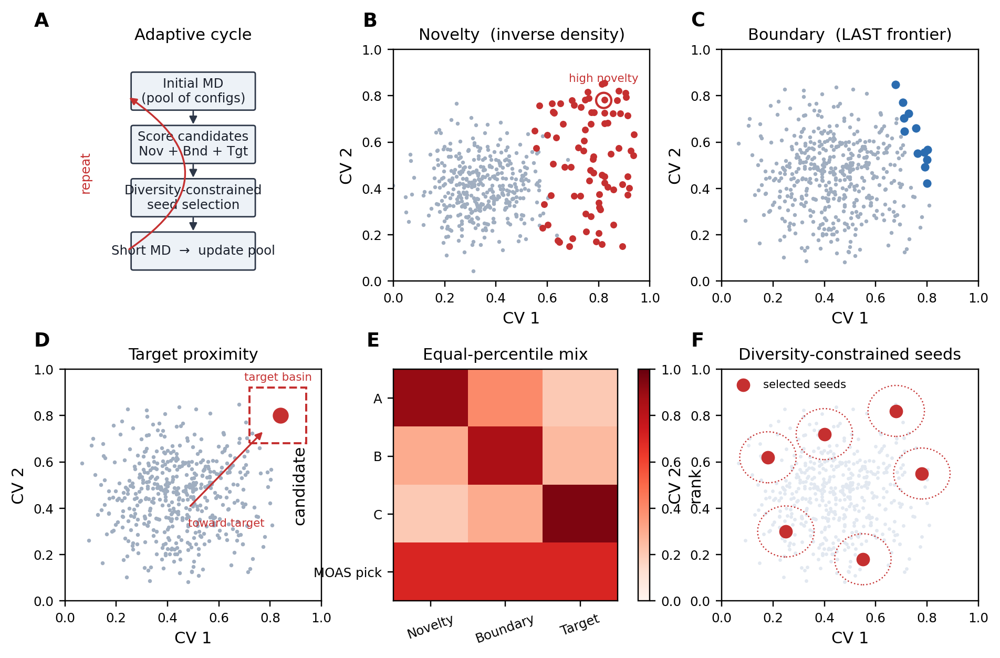 A
Adaptive cycle
Initial MD
(pool of configs)
Score candidates
Nov + Bnd + Tgt
Diversity-constrained
seed selection
Short MD → update pool
repeat
B
Novelty (inverse density)
high novelty
1.0
0.8
0.6
0.4
0.2
0.0
CV 2
0.0 0.2 0.4 0.6 0.8 1.0
CV 1
C
Boundary (LAST frontier)
1.0
0.8
0.6
0.4
0.2
0.0
CV 2
0.0 0.2 0.4 0.6 0.8 1.0
CV 1
D
Target proximity
target basin
toward target
1.0
0.8
0.6
0.4
0.2
0.0
CV 2
0.0 0.2 0.4 0.6 0.8 1.0
CV 1
E
Equal-percentile mix
candidate
A
B
C
MOAS pick
Novelty Boundary Target
1.0
0.8
0.6
0.4
0.2
0.0
rank
F
Diversity-constrained seeds
selected seeds
1.0
0.8
0.6
0.4
0.2
0.0
CV 2
0.0 0.2 0.4 0.6 0.8 1.0
CV 1